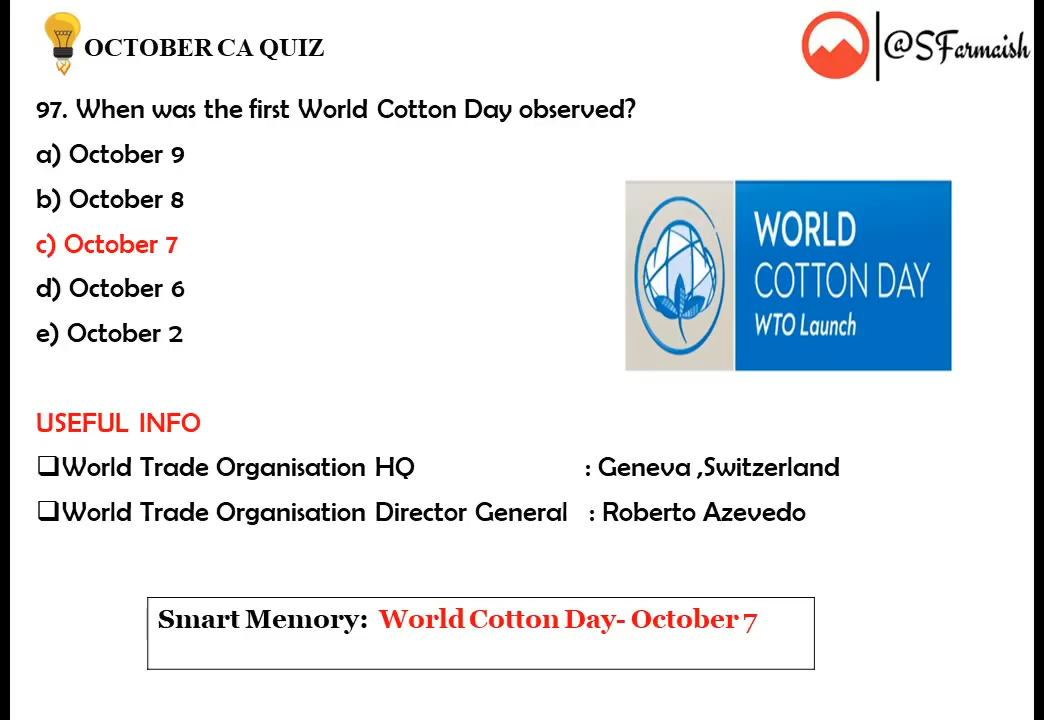 OCTOBER CA QUIZ
@SFarmaish
97. When was the first World Cotton Day observed?
a) October 9
b) October 8
c) October 7
d) October 6
e) October 2
WORLD
COTTON DAY
WTO Launch
USEFUL INFO
❑World Trade Organisation HQ : Geneva ,Switzerland
❑World Trade Organisation Director General : Roberto Azevedo
Smart Memory: World Cotton Day- October 7